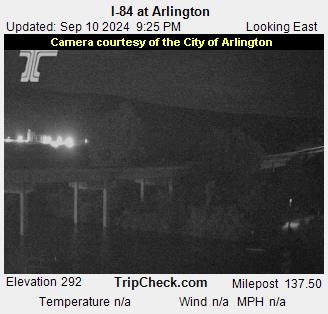 I-84 at Arlington
Updated: Sep 10 2024 9:25 PM Looking East
Camera courtesy of the City of Arlington
Elevation 292 TripCheck.com Milepost 137.50
Temperature n/a Wind n/a MPH n/a